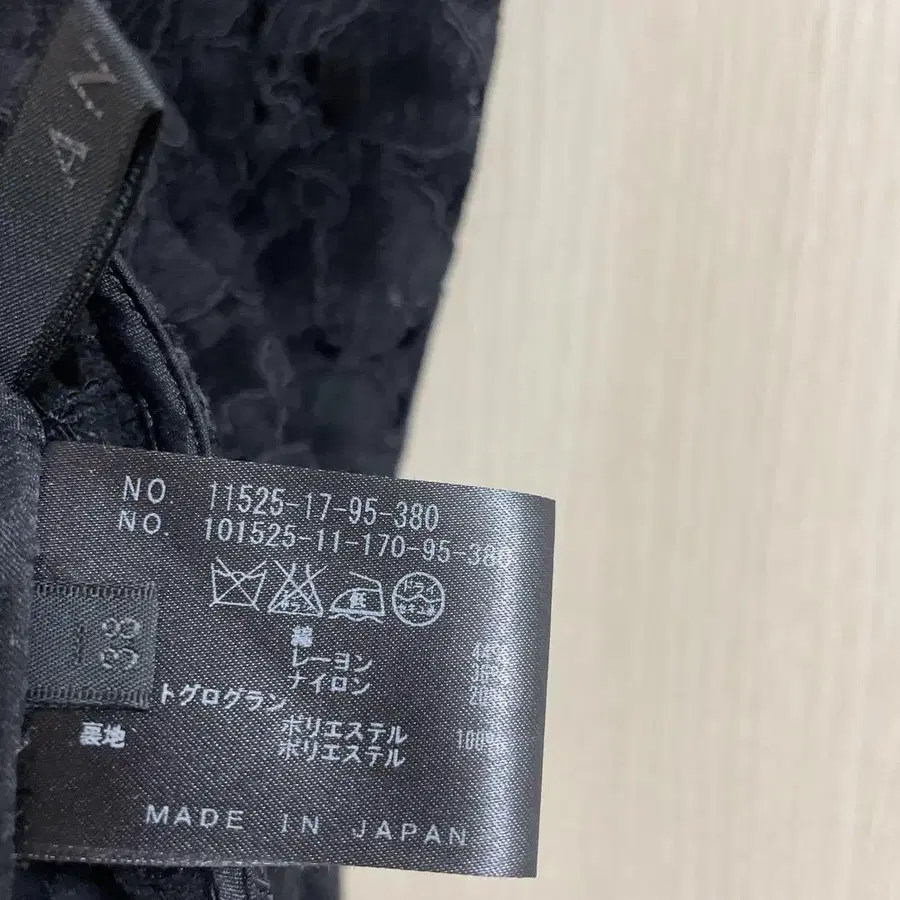 AN
NO. 11525-17-95-380
NO. 101525-11-170-95-380
38
綿
レーヨン
ナイロン
トグログラン ポリエステル 100%
裏地 ポリエステル
MADE IN JAPAN